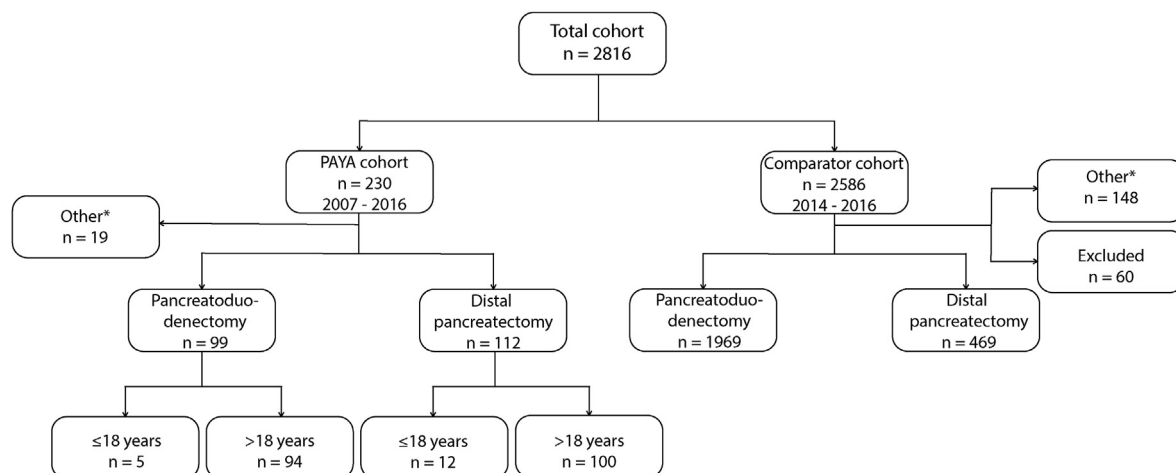 Total cohort
n = 2816
PAYA cohort
n = 230
2007 - 2016
Comparator cohort
n = 2586
2014 - 2016
Other*
n = 148
Other*
n = 19
Excluded
n = 60
Pancreatoduo-
denectomy
n = 99
Distal
pancreatectomy
n = 112
Pancreatoduo-
denectomy
n = 1969
Distal
pancreatectomy
n = 469
≤18 years
n = 5
>18 years
n = 94
≤18 years
n = 12
>18 years
n = 100